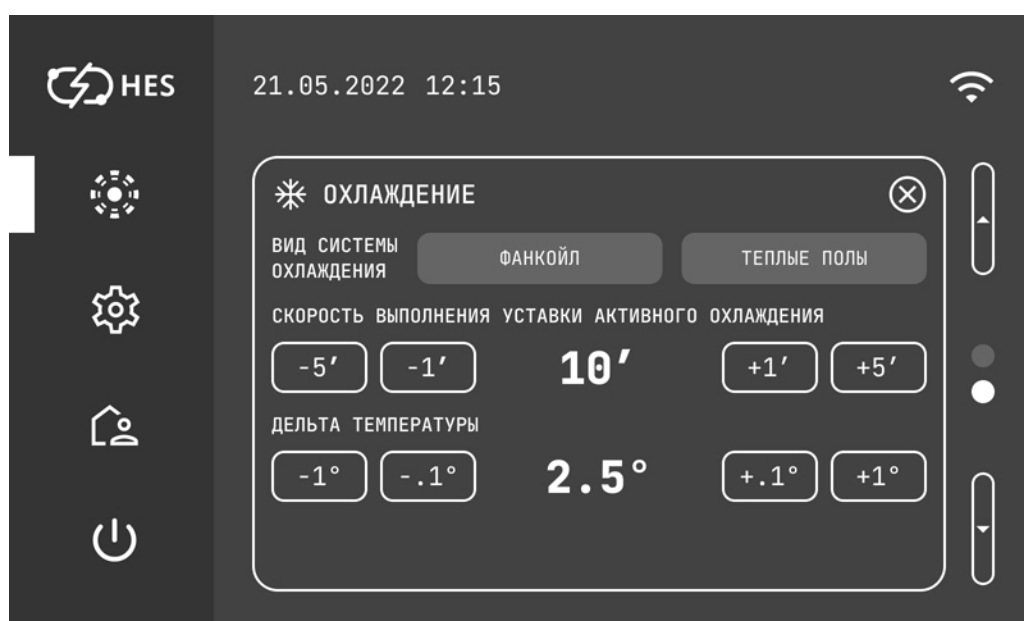 HES
21.05.2022 12:15
ОХЛАЖДЕНИЕ
ВИД СИСТЕМЫ
ОХЛАЖДЕНИЯ
ФАНКОЙЛ
ТЕПЛЫЕ ПОЛЫ
СКОРОСТЬ ВЫПОЛНЕНИЯ УСТАВКИ АКТИВНОГО ОХЛАЖДЕНИЯ
-5′ -1′ 10′ +1′ +5′
ДЕЛЬТА ТЕМПЕРАТУРЫ
-1° -.1° 2.5° +.1° +1°